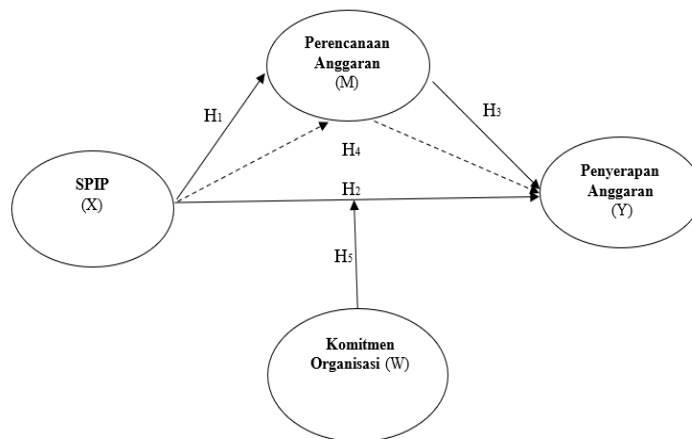 Perencanaan
Anggaran
(M)
H1
H3
H4
SPIP
(X)
H2
Penyerapan
Anggaran
(Y)
H5
Komitmen
Organisasi (W)